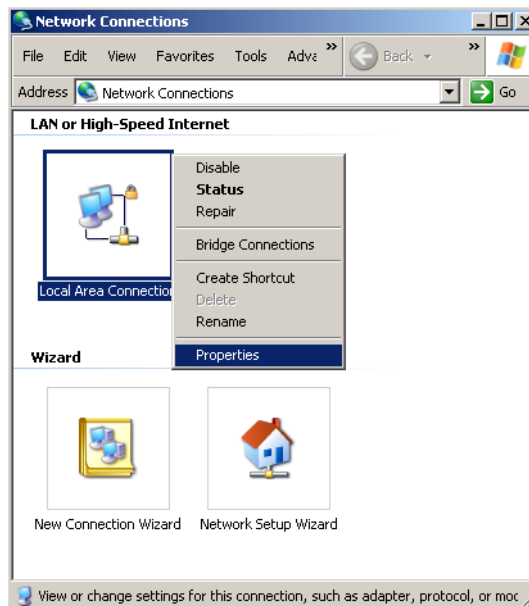 Network Connections
File Edit View Favorites Tools Adva » Back »
Address Network Connections Go
LAN or High-Speed Internet
Disable
Status
Repair
Bridge Connections
Create Shortcut
Delete
Rename
Properties
Local Area Connection
Wizard
New Connection Wizard Network Setup Wizard
View or change settings for this connection, such as adapter, protocol, or moc